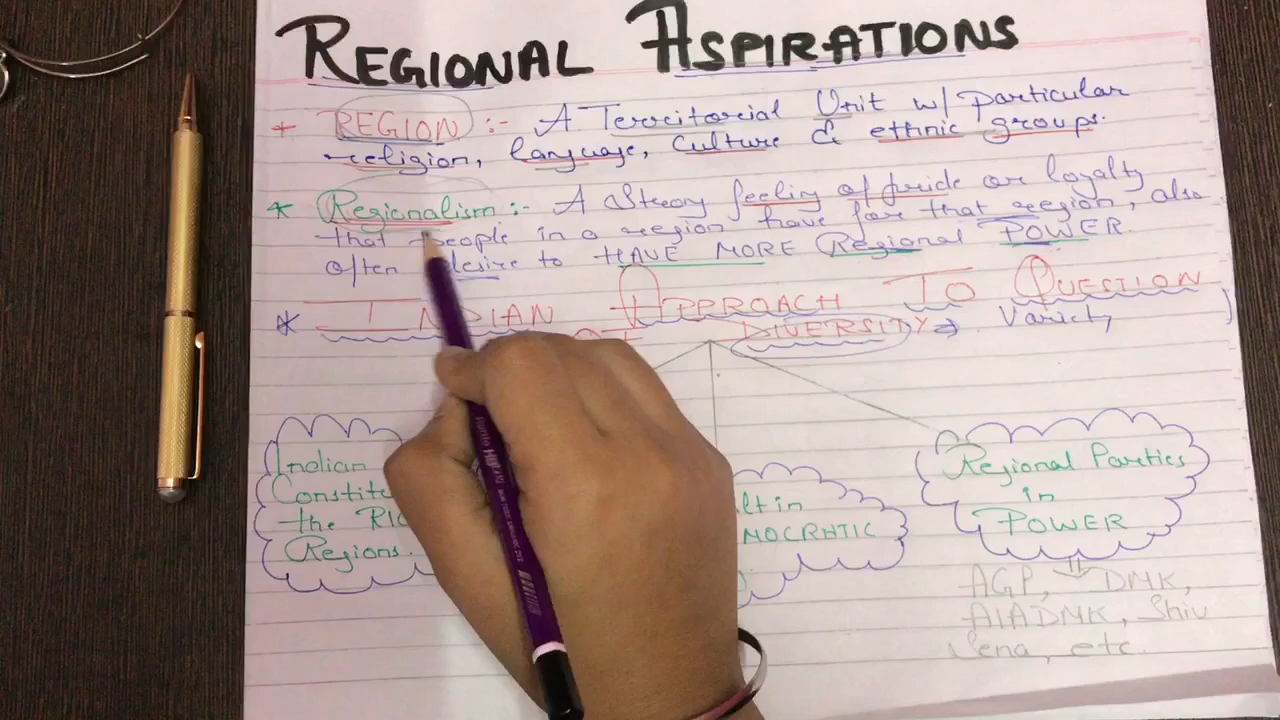 REGIONAL ASPIRATIONS
+ REGION :- A Territorial Unit w/ particular
religion, language, culture & ethnic groups.
* Regionalism :- A strong feeling of pride or loyalty
that people in a region have for that region, also
often desire to HAVE MORE Regional POWER.
* INDIAN APPROACH TO QUESTION
DIVERSITY → Variety
Indian
the
Regions.
lt in
MOCRATIC
Regional Parties
in
POWER
AGP, DMK,
AIADMK, Shiv
Sena, etc.